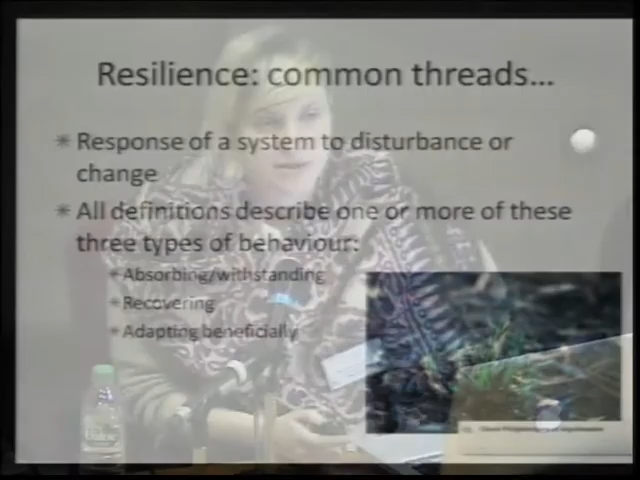 Resilience: common threads...
* Response of a system to disturbance or
change
* All definitions describe one or more of these
three types of behaviour:
* Absorbing/withstanding
* Recovering
* Adapting beneficially